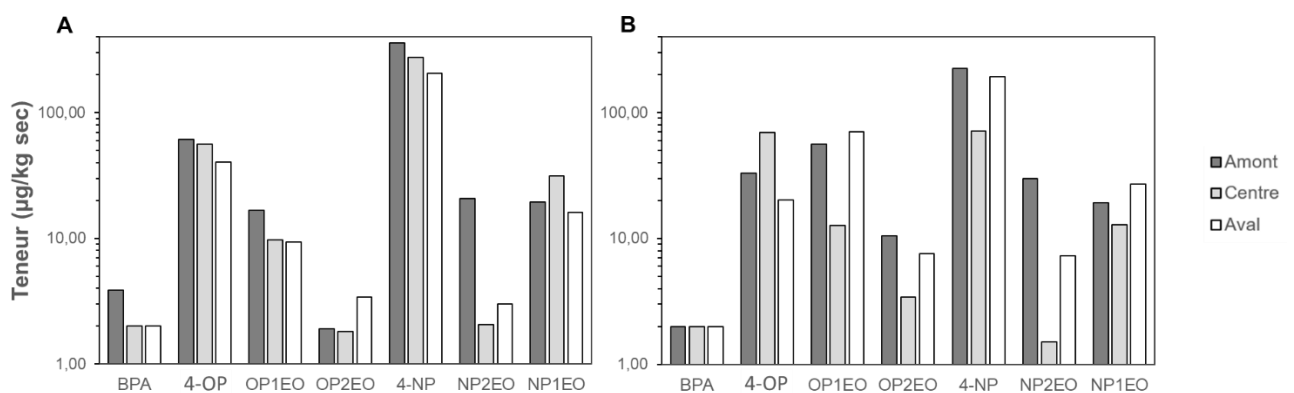 A
B
Teneur (µg/kg sec)
100,00
10,00
1,00
BPA 4-OP OP1EO OP2EO 4-NP NP2EO NP1EO
100,00
10,00
1,00
BPA 4-OP OP1EO OP2EO 4-NP NP2EO NP1EO
Amont
Centre
Aval